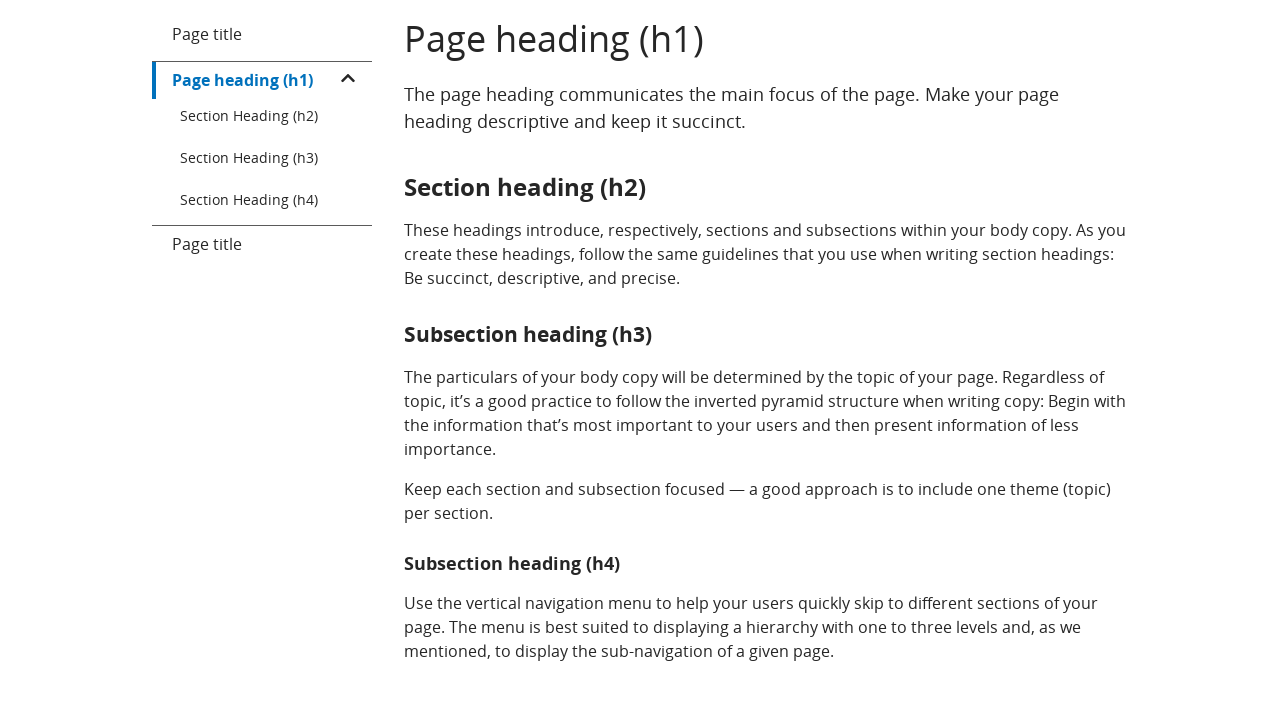 Page title
Page heading (h1)
Section Heading (h2)
Section Heading (h3)
Section Heading (h4)
Page title
Page heading (h1)
The page heading communicates the main focus of the page. Make your page
heading descriptive and keep it succinct.
Section heading (h2)
These headings introduce, respectively, sections and subsections within your body copy. As you
create these headings, follow the same guidelines that you use when writing section headings:
Be succinct, descriptive, and precise.
Subsection heading (h3)
The particulars of your body copy will be determined by the topic of your page. Regardless of
topic, it’s a good practice to follow the inverted pyramid structure when writing copy: Begin with
the information that’s most important to your users and then present information of less
importance.
Keep each section and subsection focused — a good approach is to include one theme (topic)
per section.
Subsection heading (h4)
Use the vertical navigation menu to help your users quickly skip to different sections of your
page. The menu is best suited to displaying a hierarchy with one to three levels and, as we
mentioned, to display the sub-navigation of a given page.